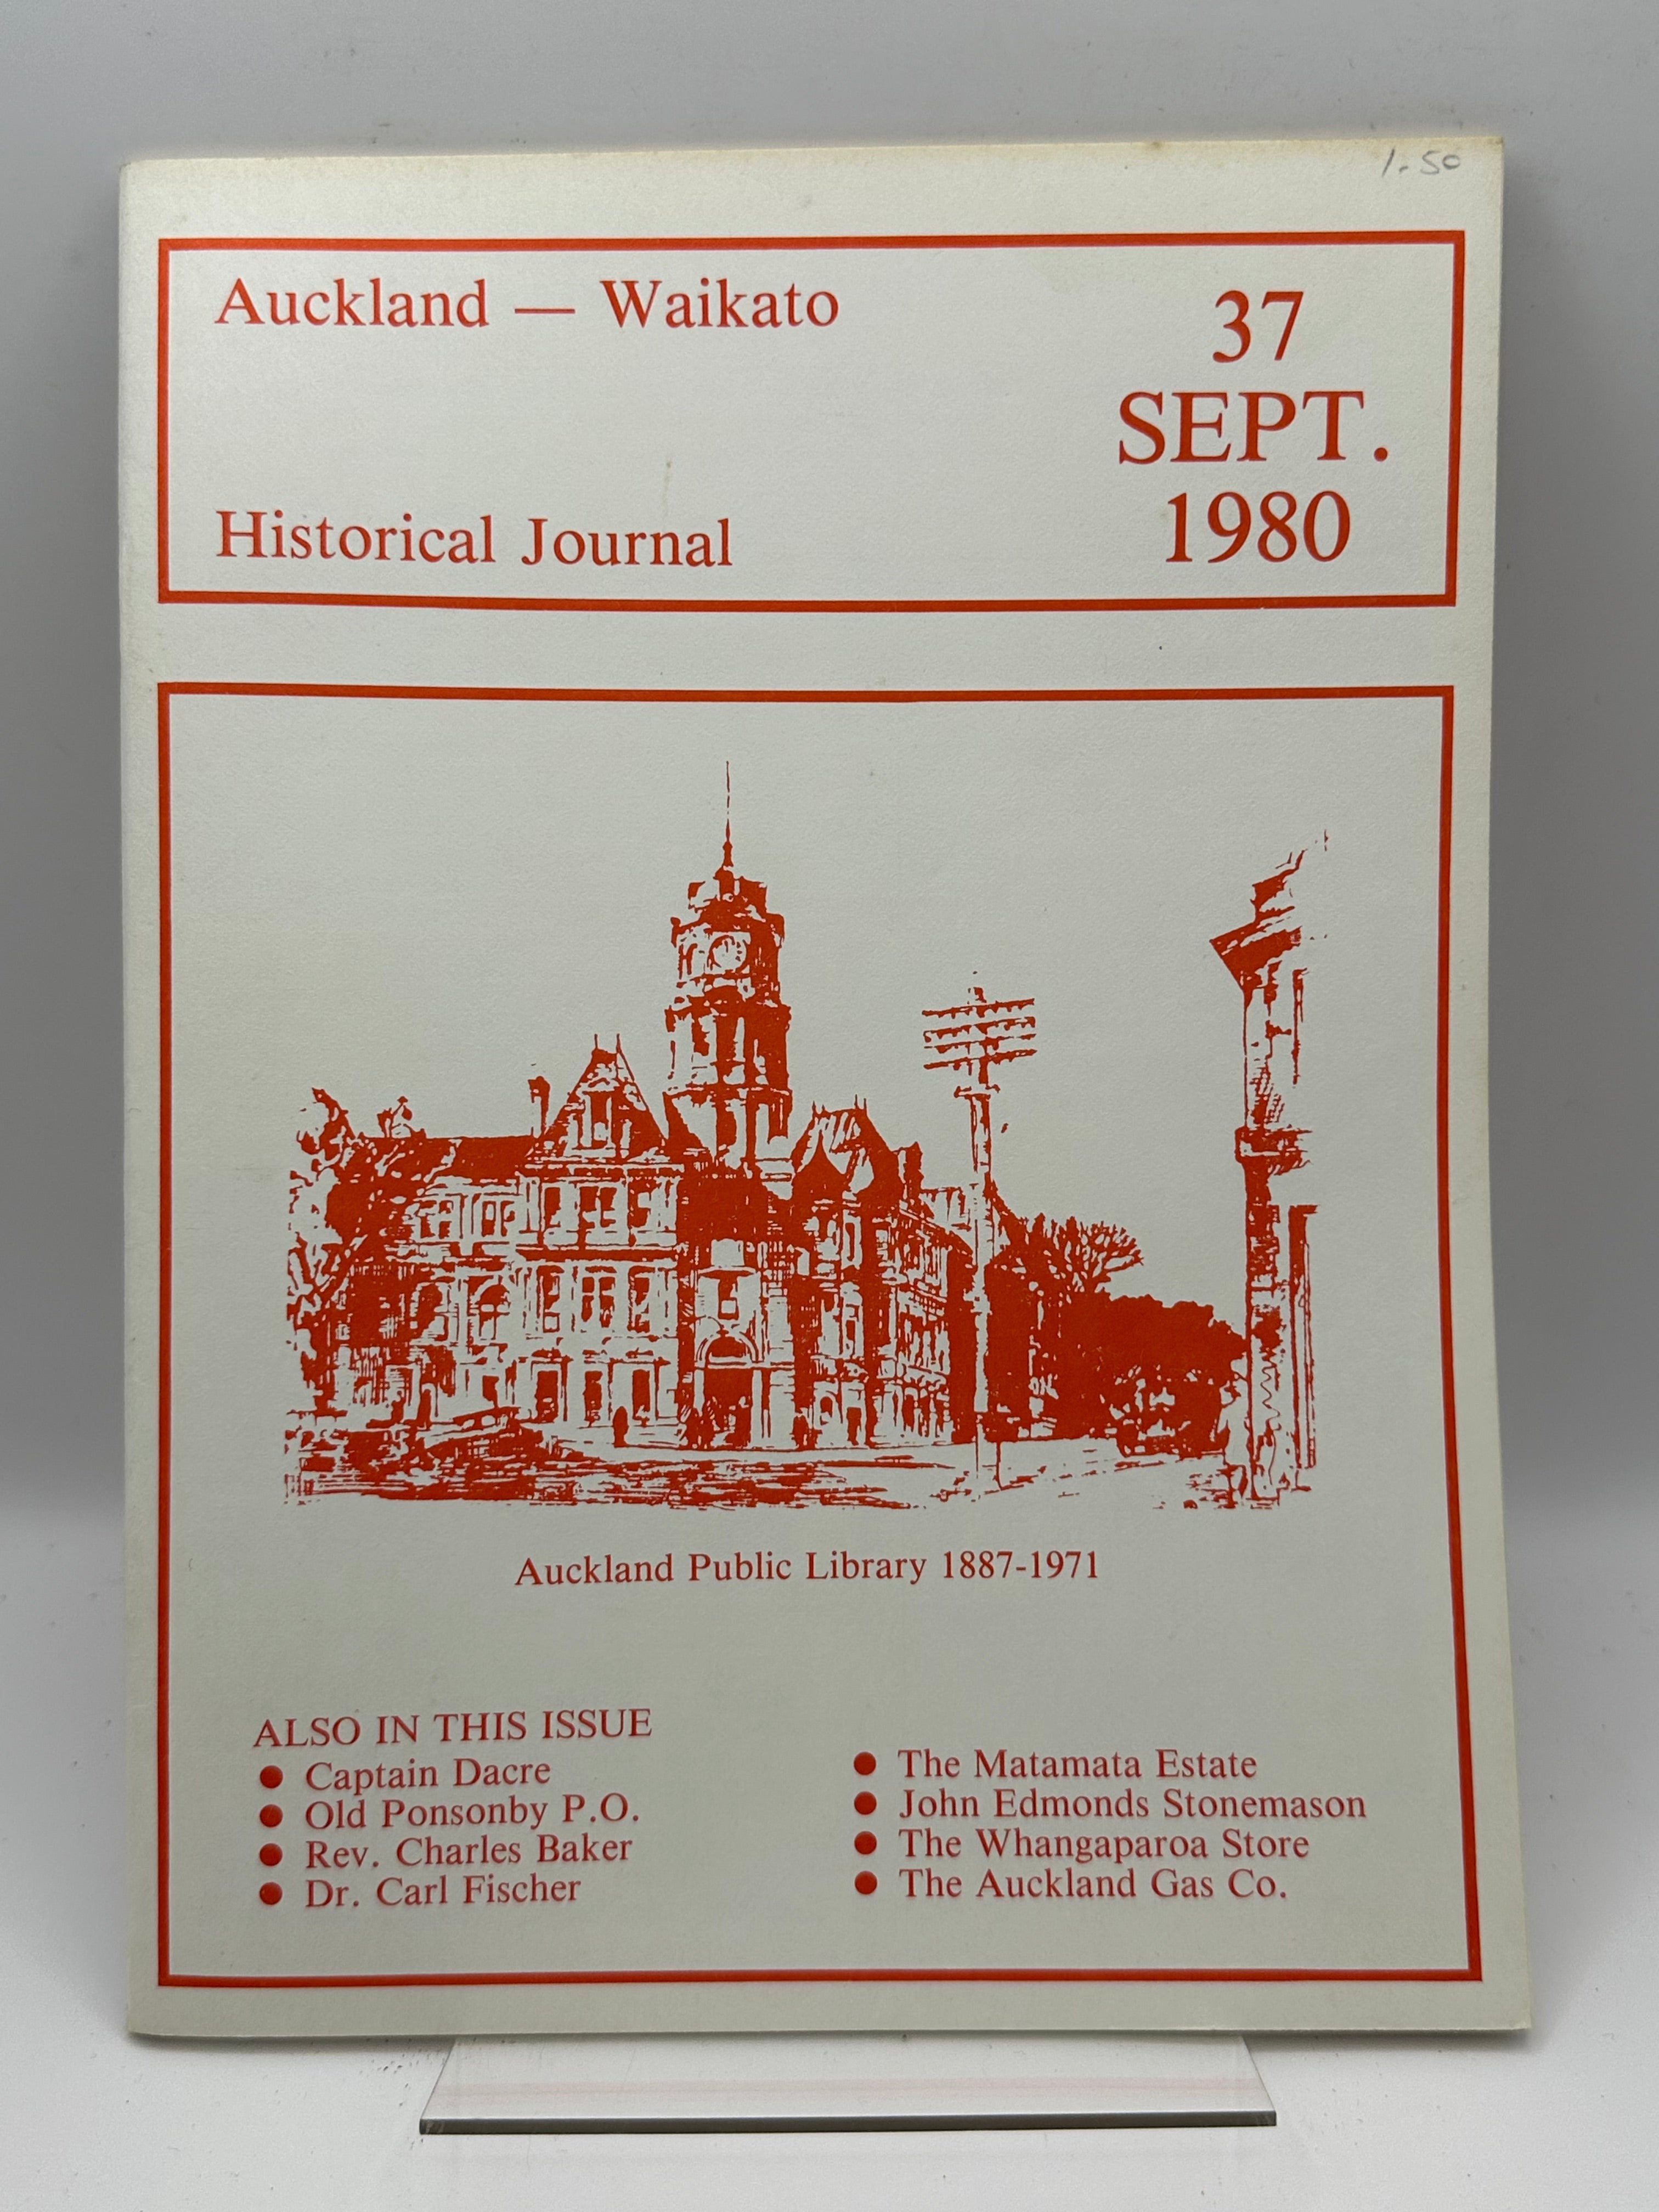 1.50
Auckland — Waikato
Historical Journal
37
SEPT.
1980
Auckland Public Library 1887-1971
ALSO IN THIS ISSUE
● Captain Dacre
● Old Ponsonby P.O.
● Rev. Charles Baker
● Dr. Carl Fischer
● The Matamata Estate
● John Edmonds Stonemason
● The Whangaparoa Store
● The Auckland Gas Co.